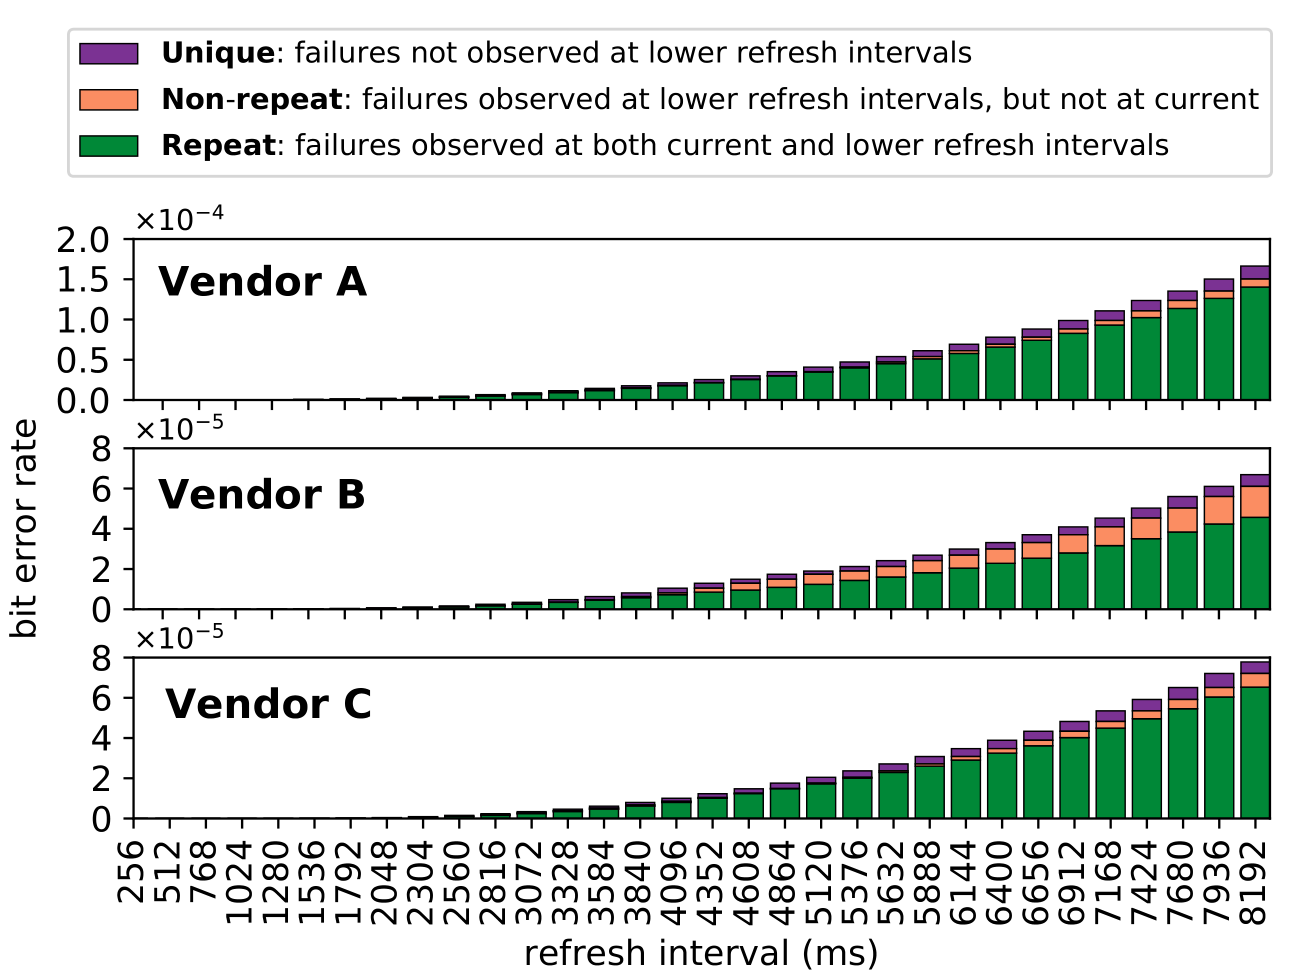 Unique: failures not observed at lower refresh intervals
Non-repeat: failures observed at lower refresh intervals, but not at current
Repeat: failures observed at both current and lower refresh intervals
×10⁻⁴
2.0
1.5
1.0
0.5
0.0
Vendor A
×10⁻⁵
8
6
4
2
0
Vendor B
×10⁻⁵
8
6
4
2
0
Vendor C
bit error rate
256 512 768 1024 1280 1536 1792 2048 2304 2560 2816 3072 3328 3584 3840 4096 4352 4608 4864 5120 5376 5632 5888 6144 6400 6656 6912 7168 7424 7680 7936 8192
refresh interval (ms)